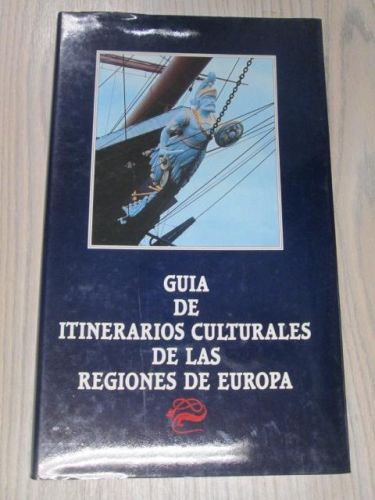 GUIA
DE
ITINERARIOS CULTURALES
DE LAS
REGIONES DE EUROPA